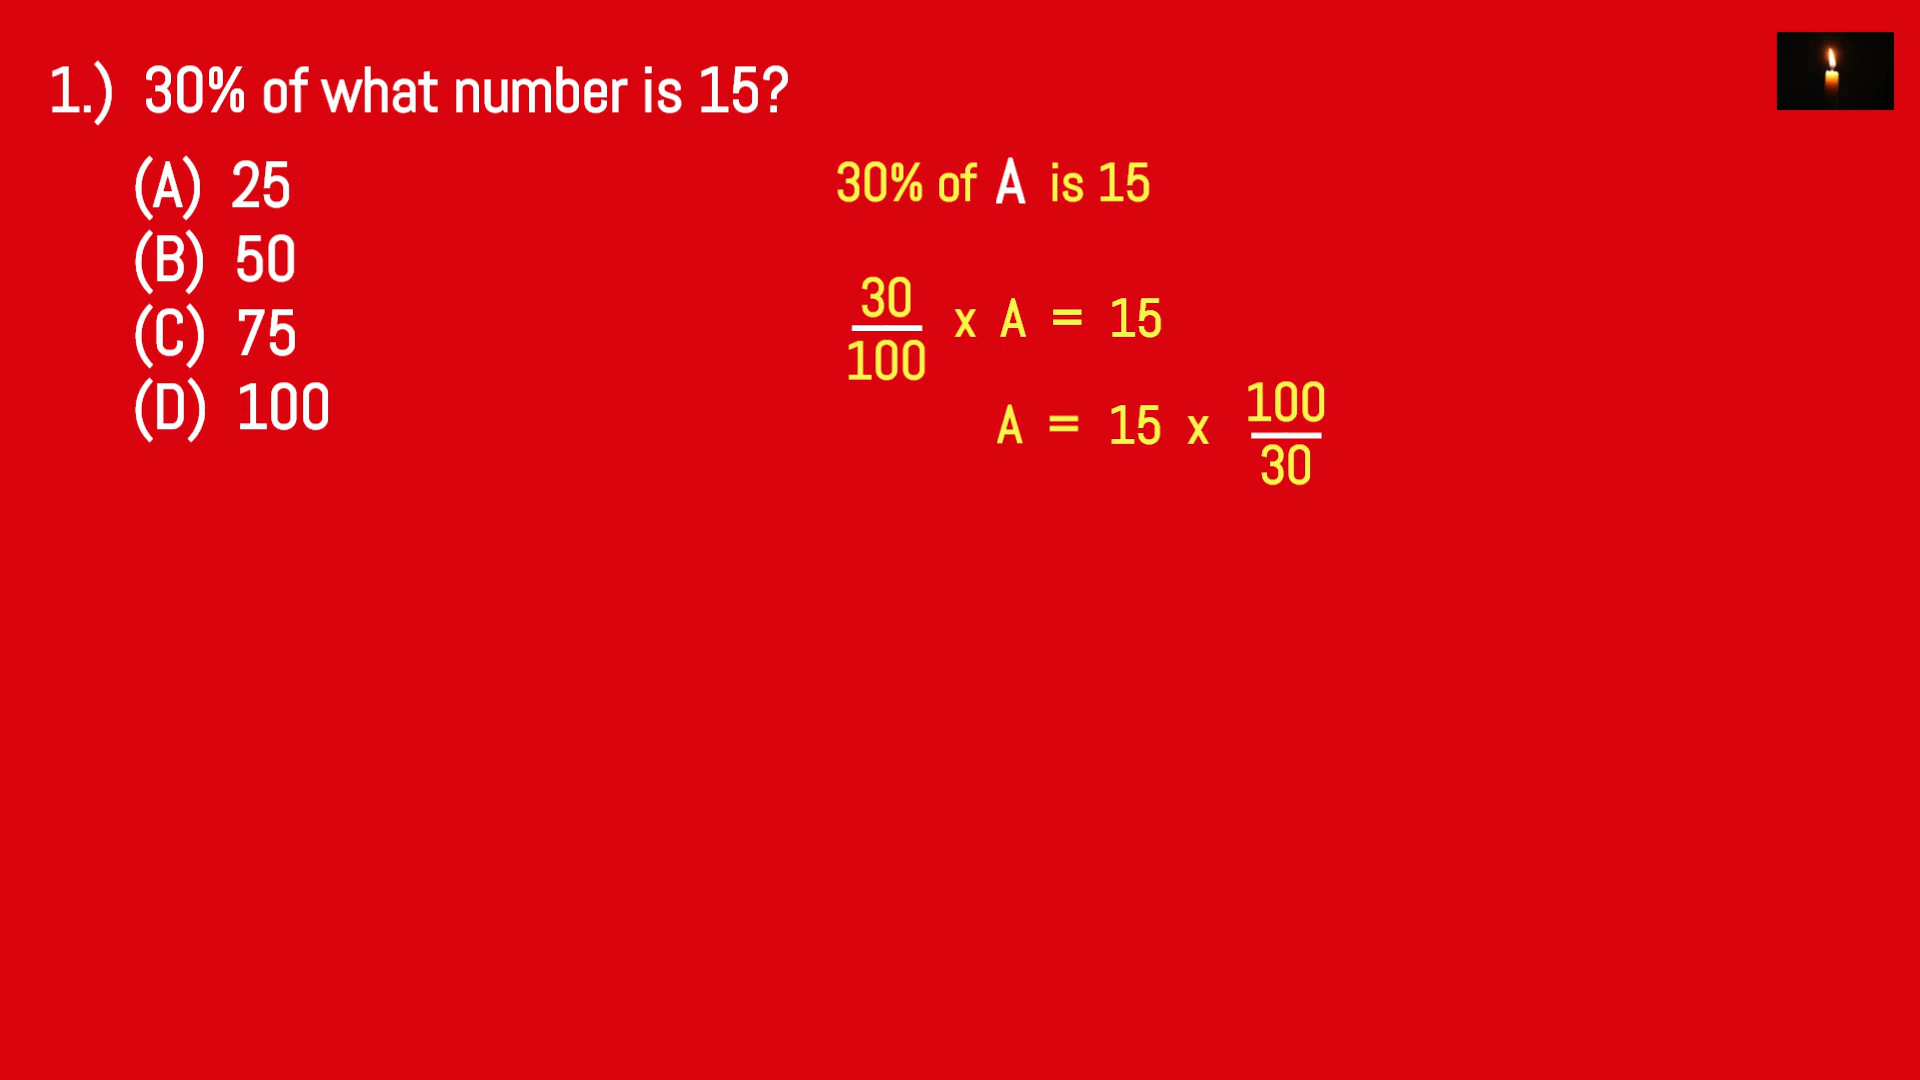 1.) 30% of what number is 15?
(A) 25
(B) 50
(C) 75
(D) 100
30% of A is 15
30/100 x A = 15
A = 15 x 100/30